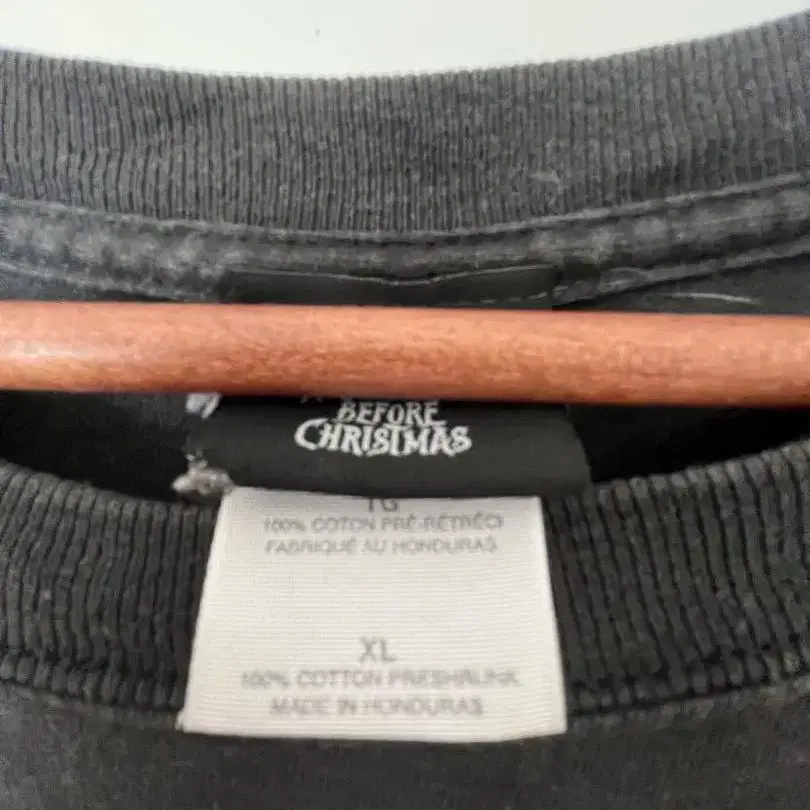 BEFORE
CHRISTMAS
TG
100% COTON PRÉ-RÉTRÉCI
FABRIQUÉ AU HONDURAS
XL
100% COTTON PRESHRUNK
MADE IN HONDURAS